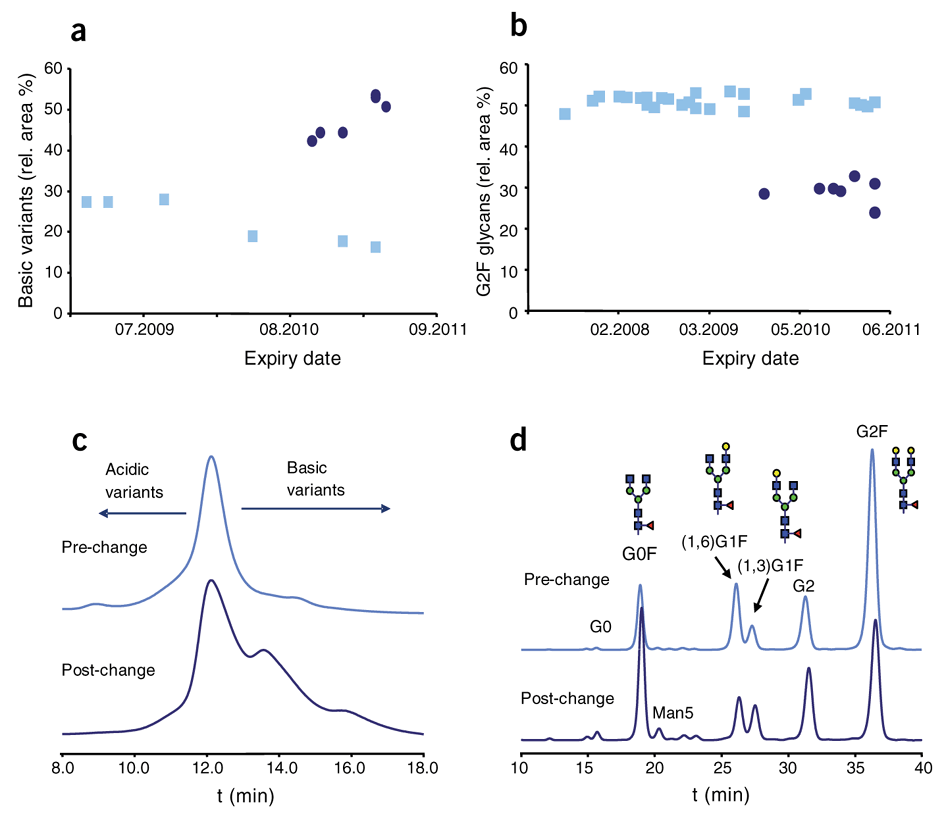 a
Basic variants (rel. area %)
60
50
40
30
20
10
0
07.2009
08.2010
09.2011
Expiry date
b
G2F glycans (rel. area %)
60
50
40
30
20
10
0
02.2008
03.2009
05.2010
06.2011
Expiry date
c
Acidic
variants
Basic
variants
Pre-change
Post-change
8.0
10.0
12.0
14.0
16.0
18.0
t (min)
d
G2F
G0F
(1,6)G1F
(1,3)G1F
Pre-change
G2
G0
Post-change
Man5
10
20
25
30
35
40
t (min)